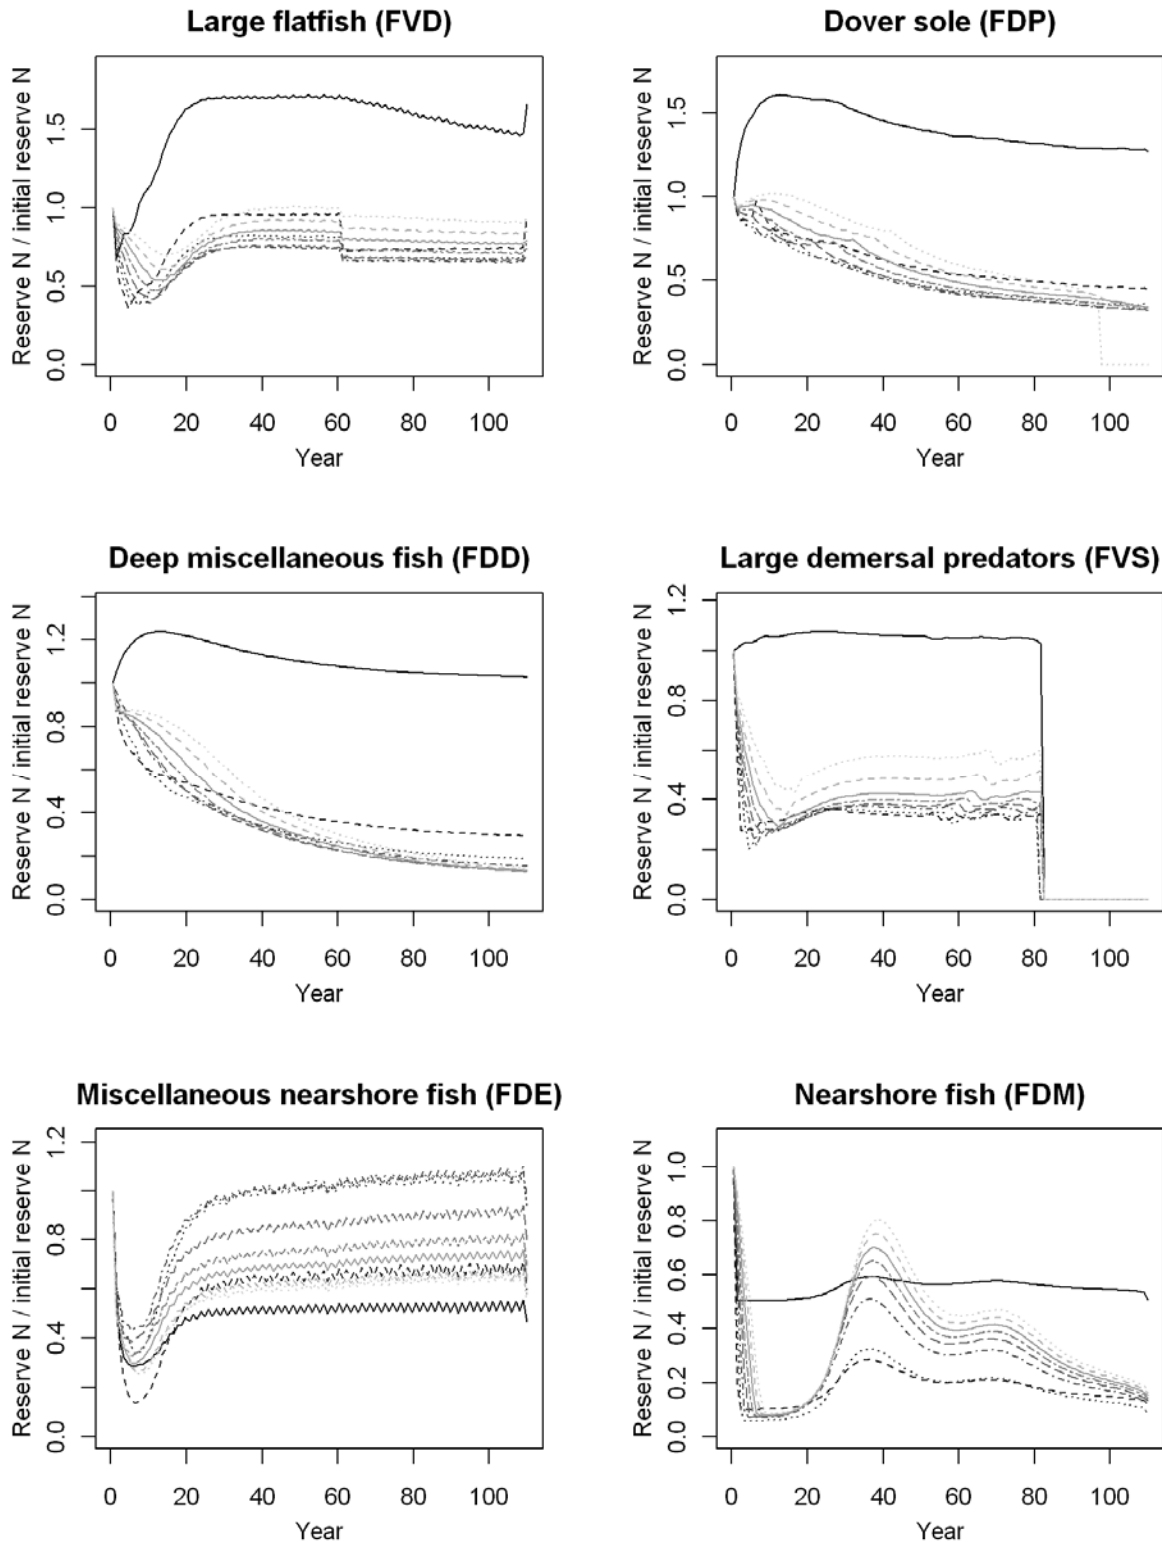 Large flatfish (FVD)
Reserve N / initial reserve N
0.0 0.5 1.0 1.5
0 20 40 60 80 100
Year
Dover sole (FDP)
Reserve N / initial reserve N
0.0 0.5 1.0 1.5
0 20 40 60 80 100
Year
Deep miscellaneous fish (FDD)
Reserve N / initial reserve N
0.0 0.4 0.8 1.2
0 20 40 60 80 100
Year
Large demersal predators (FVS)
Reserve N / initial reserve N
0.0 0.4 0.8 1.2
0 20 40 60 80 100
Year
Miscellaneous nearshore fish (FDE)
Reserve N / initial reserve N
0.0 0.4 0.8 1.2
0 20 40 60 80 100
Year
Nearshore fish (FDM)
Reserve N / initial reserve N
0.0 0.2 0.4 0.6 0.8 1.0
0 20 40 60 80 100
Year